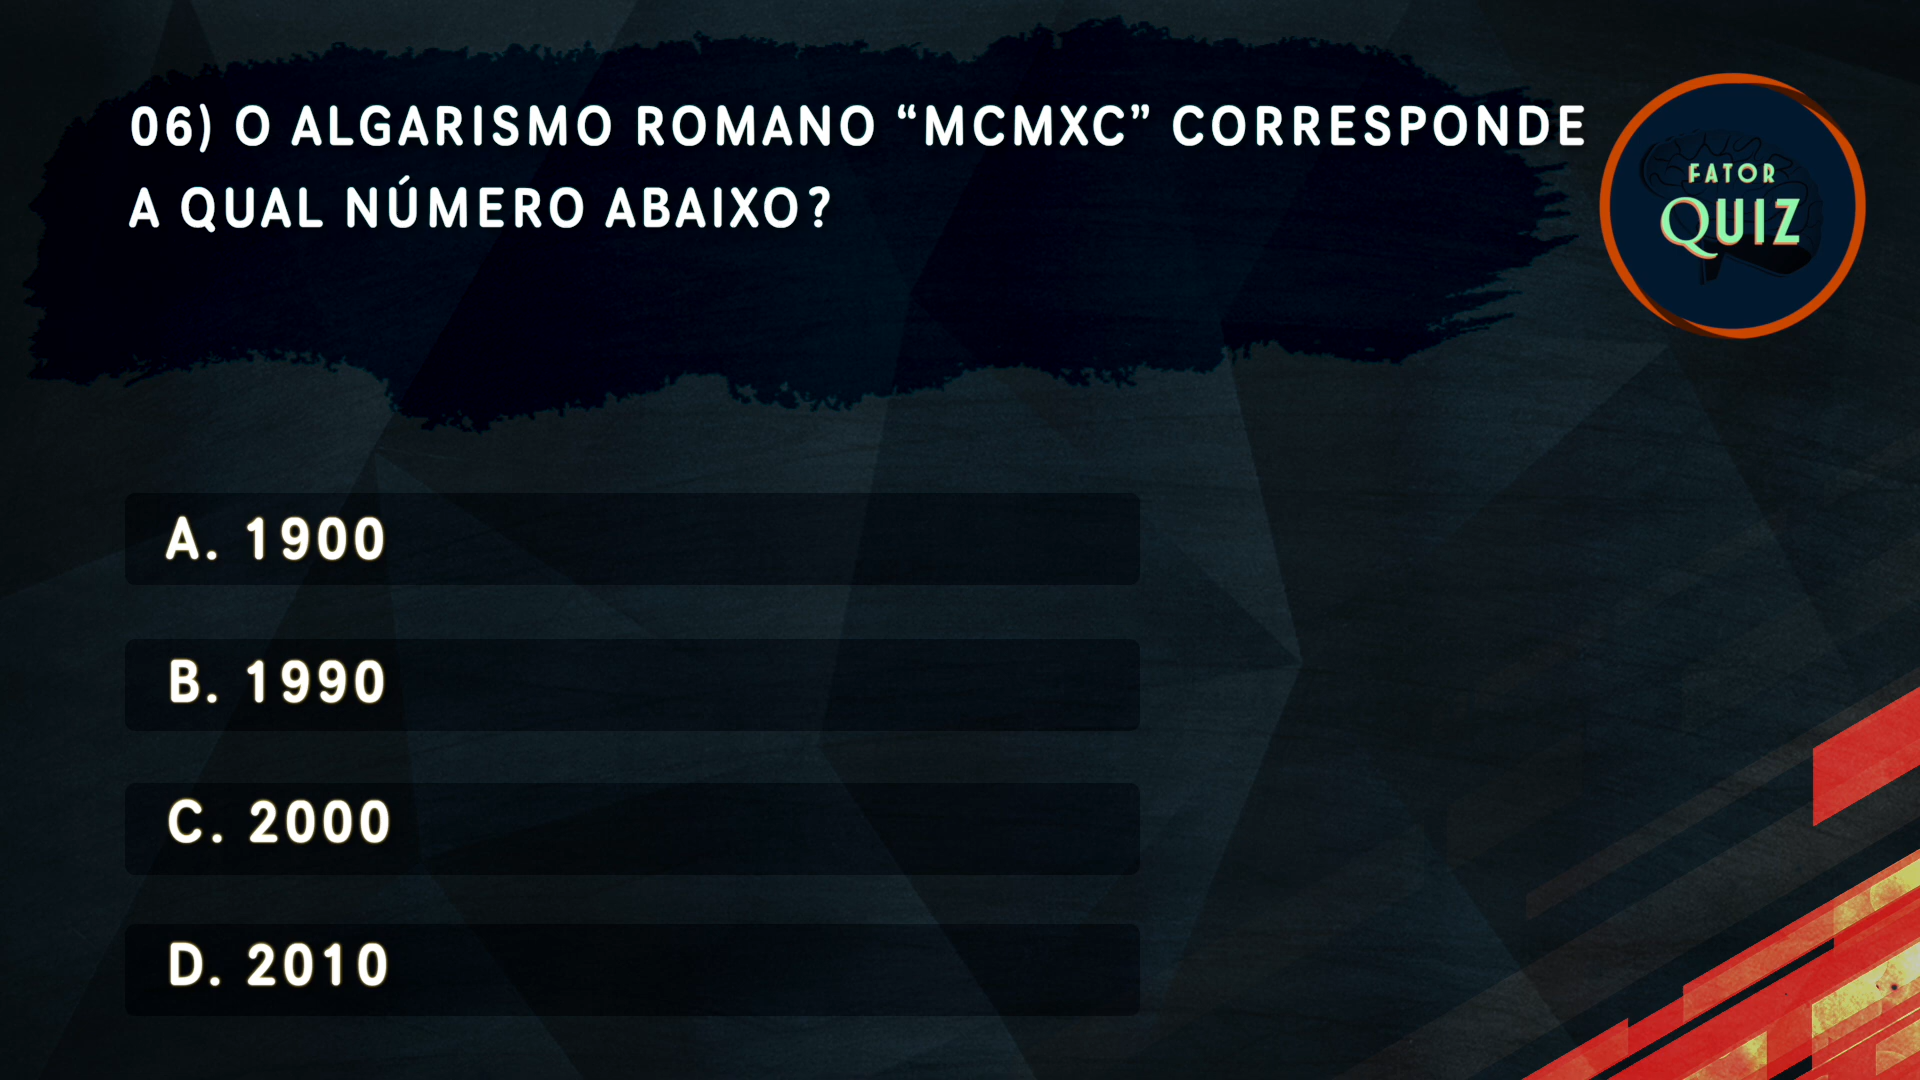 06) O ALGARISMO ROMANO “MCMXC” CORRESPONDE
A QUAL NÚMERO ABAIXO?
FATOR
QUIZ
A. 1900
B. 1990
C. 2000
D. 2010